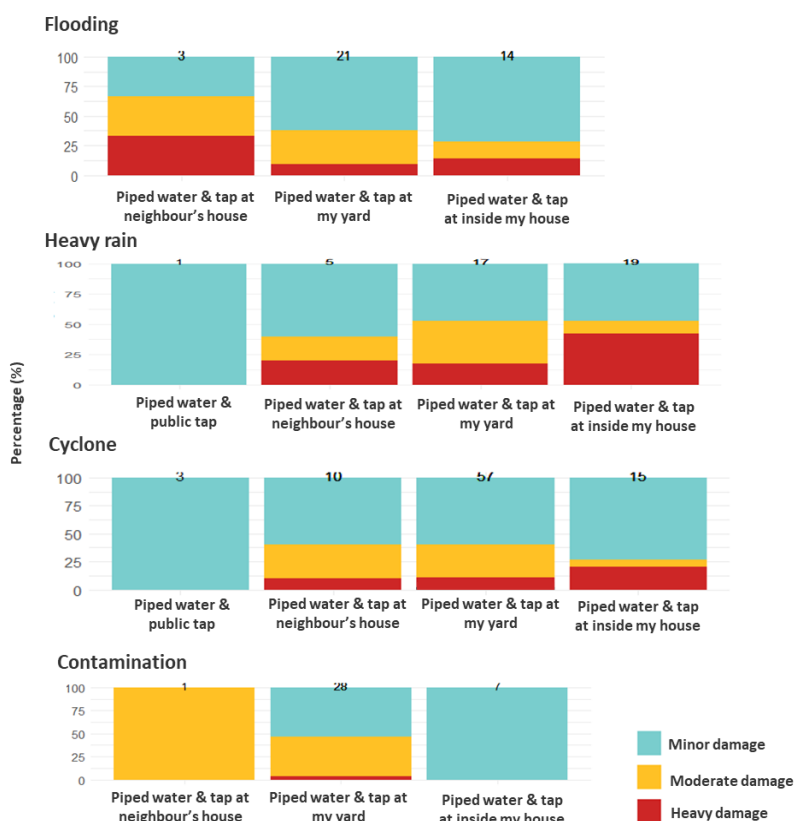 Flooding
100 3 21 14
75
50
25
0
Piped water & tap at Piped water & tap at Piped water & tap
neighbour's house my yard at inside my house
Heavy rain
100 1 5 17 19
75
50
25
0
Piped water & Piped water & tap at Piped water & tap at Piped water & tap
public tap neighbour's house my yard at inside my house
Percentage (%)
Cyclone
100 3 10 57 15
75
50
25
0
Piped water & Piped water & tap at Piped water & tap at Piped water & tap
public tap neighbour's house my yard at inside my house
Contamination
100 1 28 7
75
50
25
0
Piped water & tap at Piped water & tap at Piped water & tap
neighbour's house my yard at inside my house
Minor damage
Moderate damage
Heavy damage